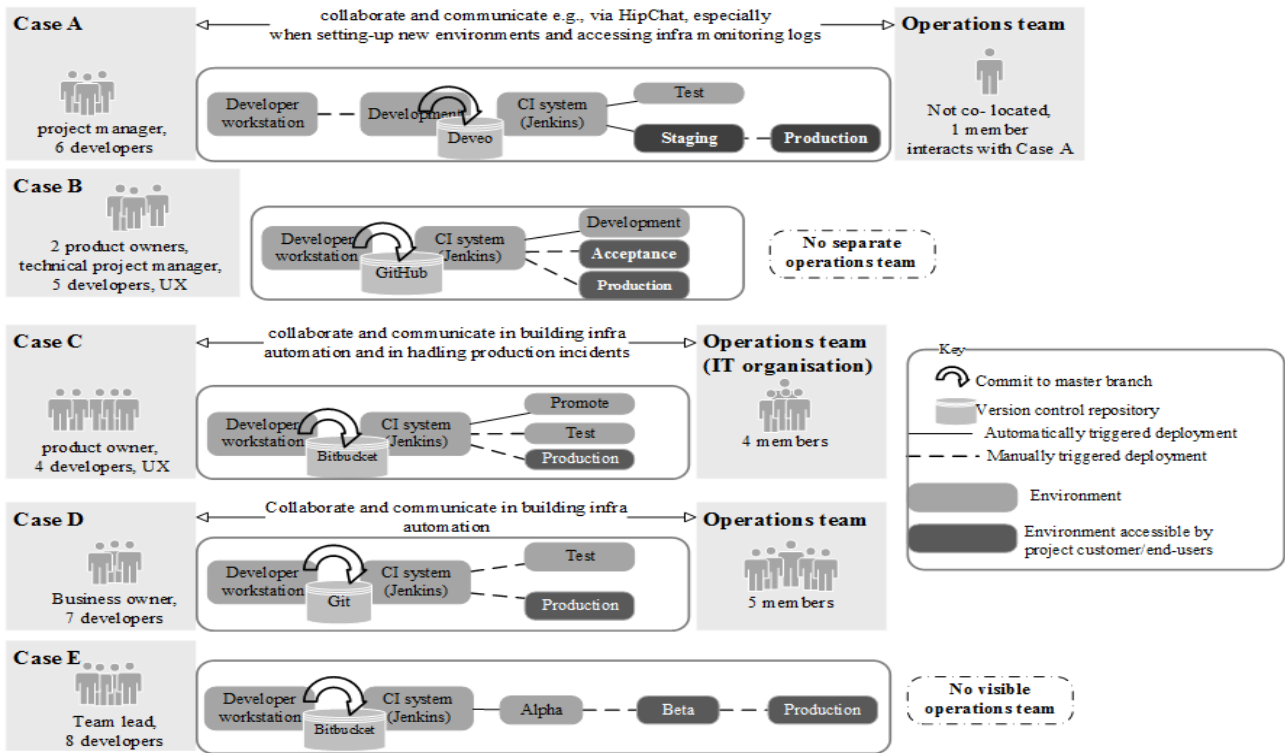 Case A
project manager,
6 developers
collaborate and communicate e.g., via HipChat, especially
when setting-up new environments and accessing infra monitoring logs
Developer
workstation
Development
Deveo
CI system
(Jenkins)
Test
Staging
Production
Operations team
Not co- located,
1 member
interacts with Case A
Case B
2 product owners,
technical project manager,
5 developers, UX
Developer
workstation
GitHub
CI system
(Jenkins)
Development
Acceptance
Production
No separate
operations team
Case C
product owner,
4 developers, UX
collaborate and communicate in building infra
automation and in hadling production incidents
Developer
workstation
Bitbucket
CI system
(Jenkins)
Promote
Test
Production
Operations team
(IT organisation)
4 members
Key
Commit to master branch
Version control repository
Automatically triggered deployment
Manually triggered deployment
Environment
Environment accessible by
project customer/end-users
Case D
Business owner,
7 developers
Collaborate and communicate in building infra
automation
Developer
workstation
Git
CI system
(Jenkins)
Test
Production
Operations team
5 members
Case E
Team lead,
8 developers
Developer
workstation
Bitbucket
CI system
(Jenkins)
Alpha
Beta
Production
No visible
operations team